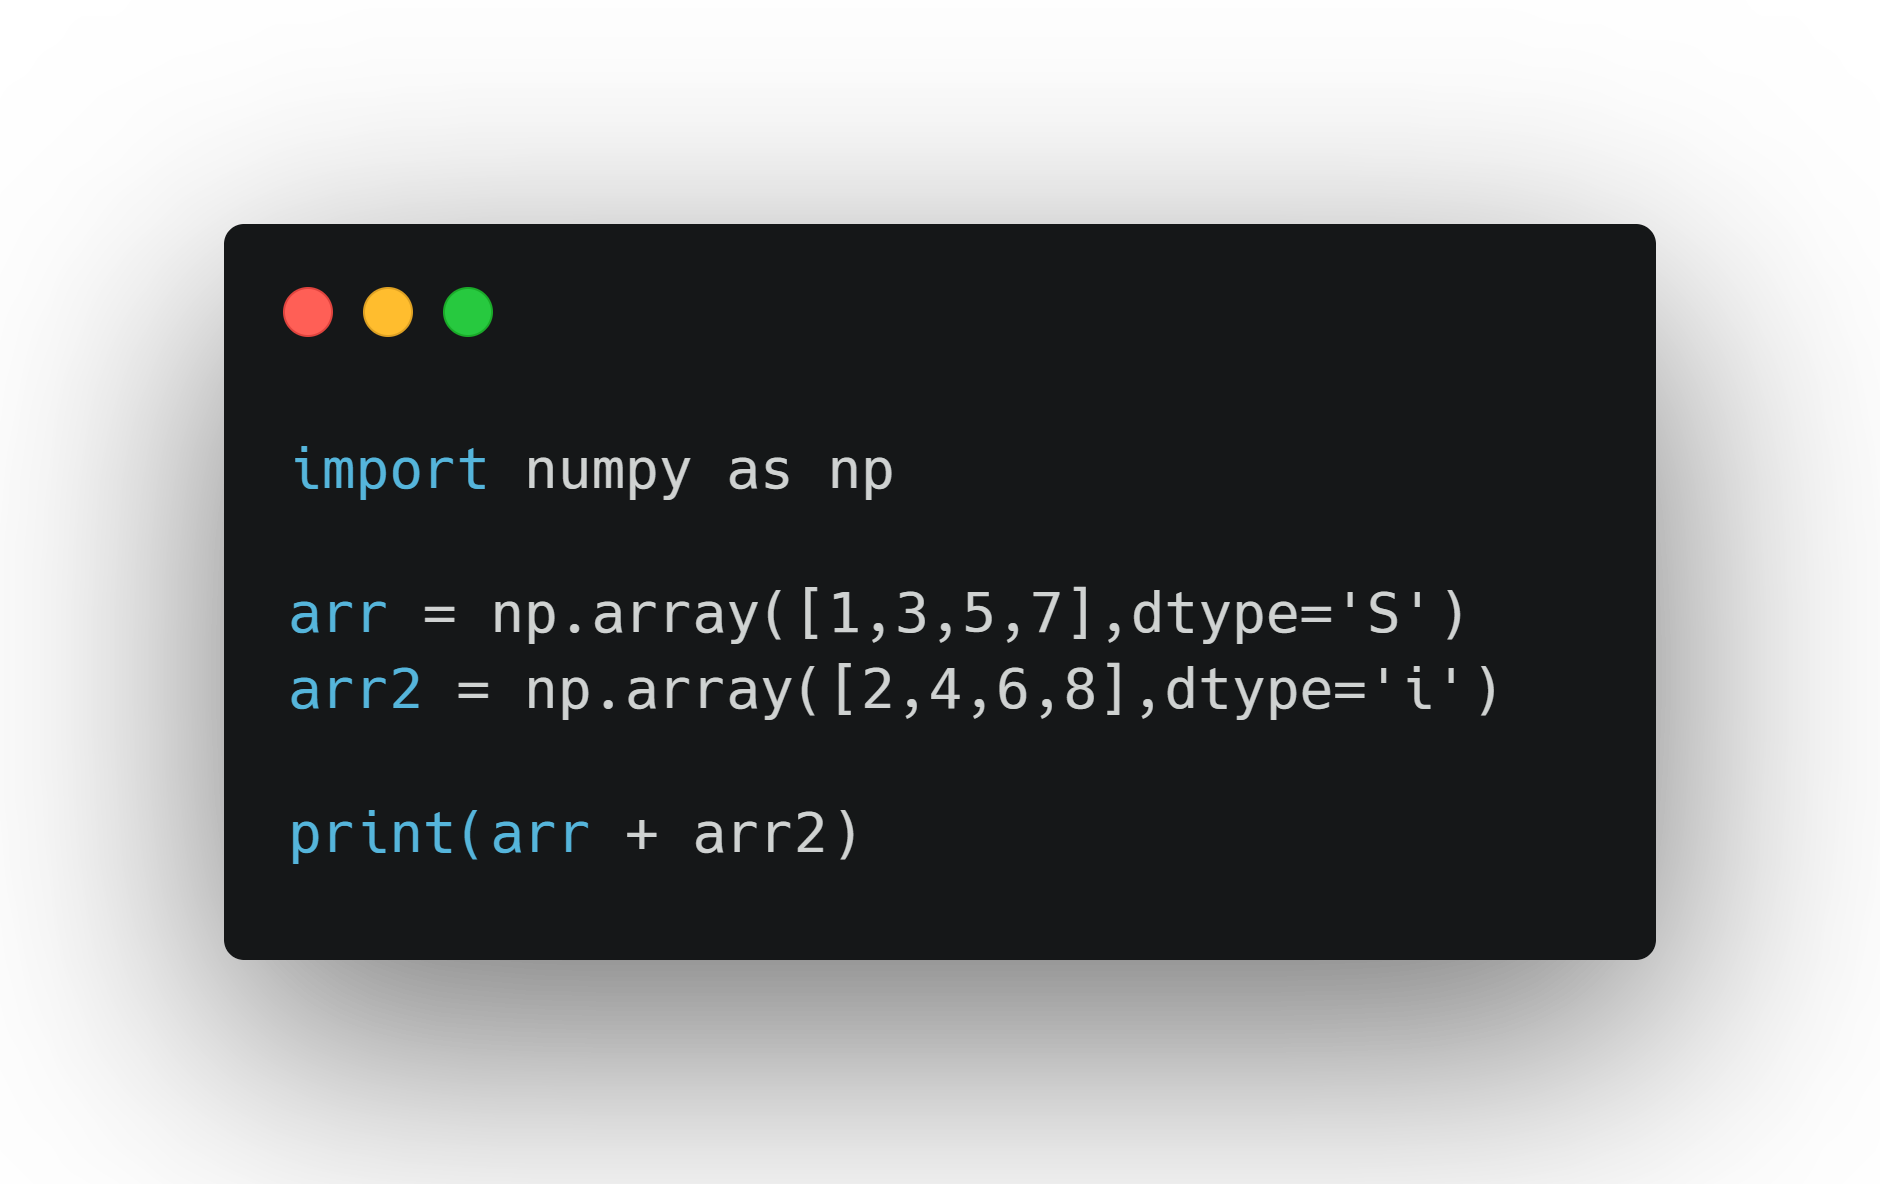 import numpy as np
arr = np.array([1,3,5,7],dtype='S')
arr2 = np.array([2,4,6,8],dtype='i')
print(arr + arr2)